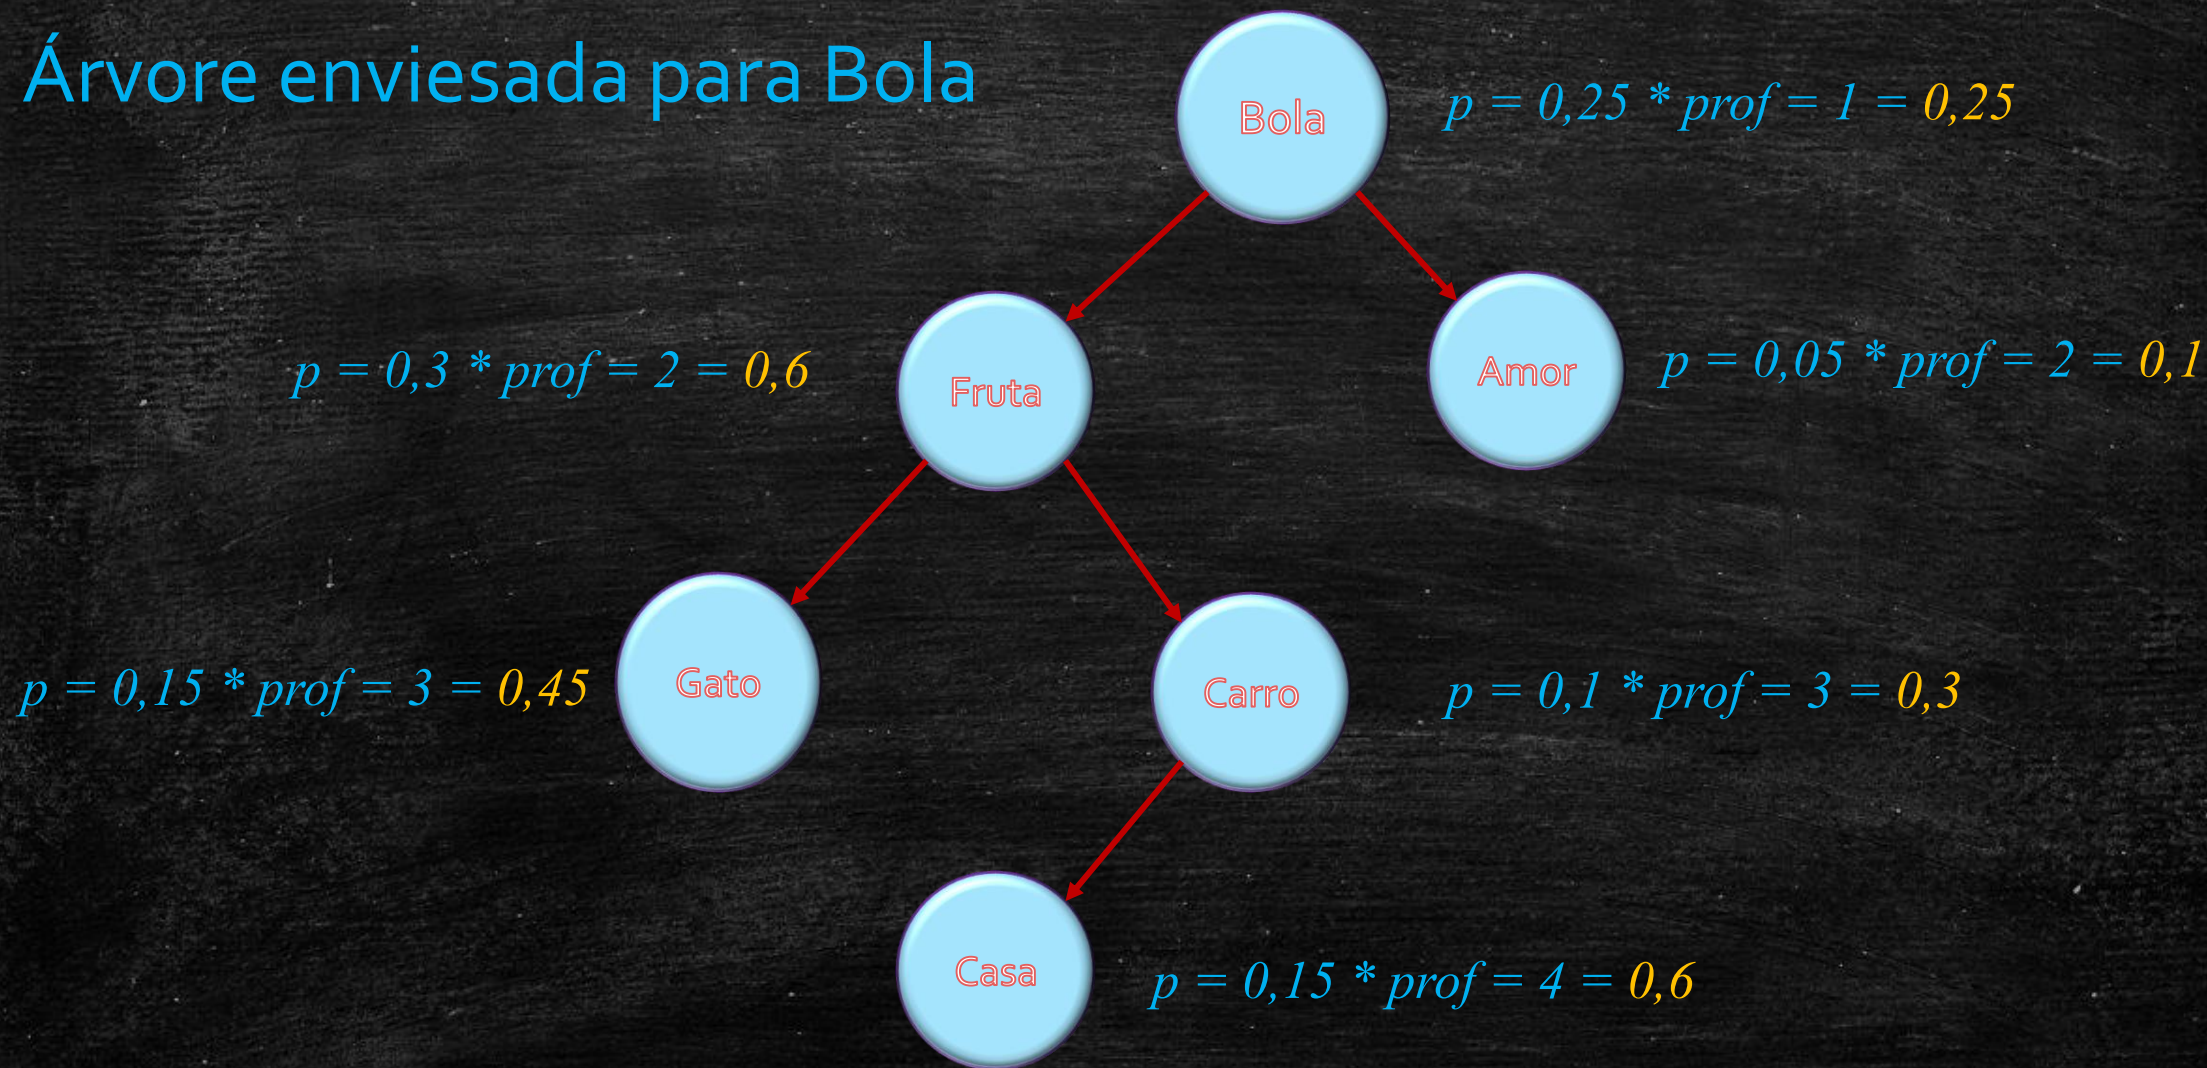 Árvore enviesada para Bola
Bola
p = 0,25 * prof = 1 = 0,25
p = 0,3 * prof = 2 = 0,6
Fruta
Amor
p = 0,05 * prof = 2 = 0,1
p = 0,15 * prof = 3 = 0,45
Gato
Carro
p = 0,1 * prof = 3 = 0,3
Casa
p = 0,15 * prof = 4 = 0,6